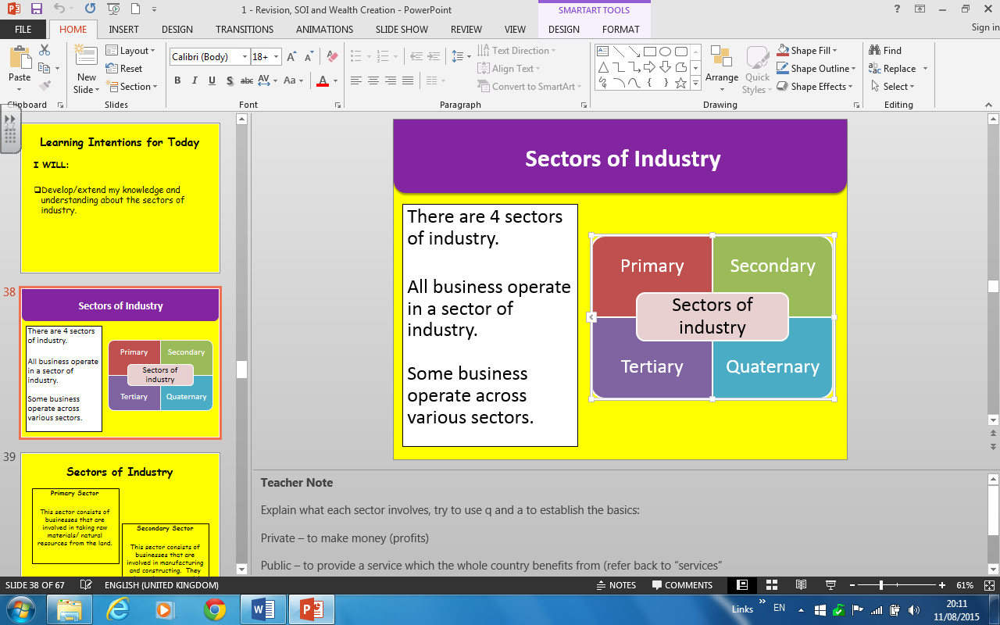 1 - Revision, SOI and Wealth Creation - PowerPoint
SMARTART TOOLS
FILE HOME INSERT DESIGN TRANSITIONS ANIMATIONS SLIDE SHOW REVIEW VIEW DESIGN FORMAT Sign in
Paste
Clipboard
New Slide
Layout
Reset
Section
Slides
Calibri (Body) 18+
B I U S abc AV Aa A
Font
Text Direction
Align Text
Convert to SmartArt
Paragraph
Arrange
Quick Styles
Shape Fill
Shape Outline
Shape Effects
Drawing
Find
Replace
Select
Editing
Learning Intentions for Today
I WILL:
Develop/extend my knowledge and
understanding about the sectors of
industry.
38
Sectors of Industry
There are 4 sectors
of industry.
All business operate
in a sector of
industry.
Some business
operate across
various sectors.
Primary Secondary
Sectors of
industry
Tertiary Quaternary
39
Sectors of Industry
Primary Sector
This sector consists of
businesses that are
involved in taking raw
materials/ natural
resources from the land.
Secondary Sector
This sector consists of
businesses that are
involved in manufacturing
and constructing. They
Sectors of Industry
There are 4 sectors
of industry.
All business operate
in a sector of
industry.
Some business
operate across
various sectors.
Primary Secondary
Sectors of
industry
Tertiary Quaternary
Teacher Note
Explain what each sector involves, try to use q and a to establish the basics:
Private – to make money (profits)
Public – to provide a service which the whole country benefits from (refer back to “services”
SLIDE 38 OF 67 ENGLISH (UNITED KINGDOM) NOTES COMMENTS 61%
Links EN 20:11
11/08/2015